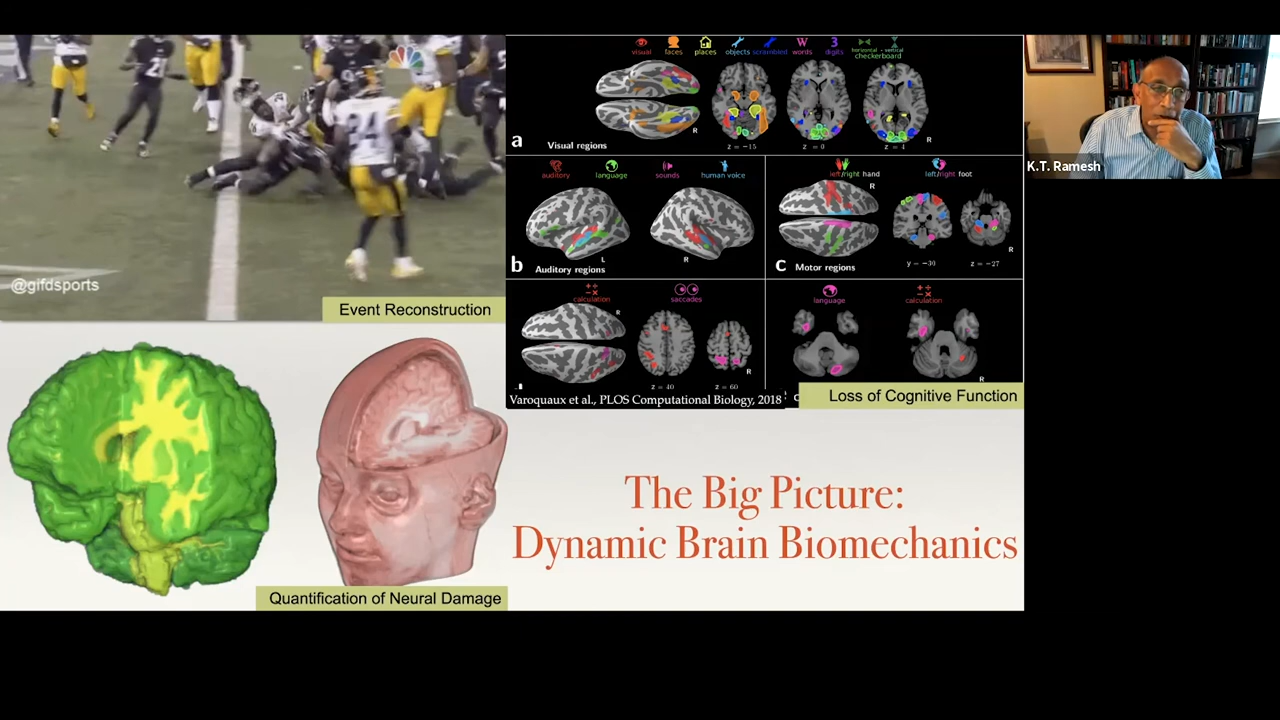 21
24
@gifdsports
Event Reconstruction
visual faces places objects scrambled words digits horizontal - vertical
checkerboard
W
3
R
a
Visual regions
z = −15
z = 0
z = 4
R
auditory language sounds human voice
L
R
b
Auditory regions
left/right hand
left/right foot
R
R
c
Motor regions
y = −30
z = −27
calculation
saccades
R
R
z = 40
z = 60
language
calculation
R
Varoquaux et al., PLOS Computational Biology, 2018
Loss of Cognitive Function
Quantification of Neural Damage
The Big Picture:
Dynamic Brain Biomechanics
K.T. Ramesh